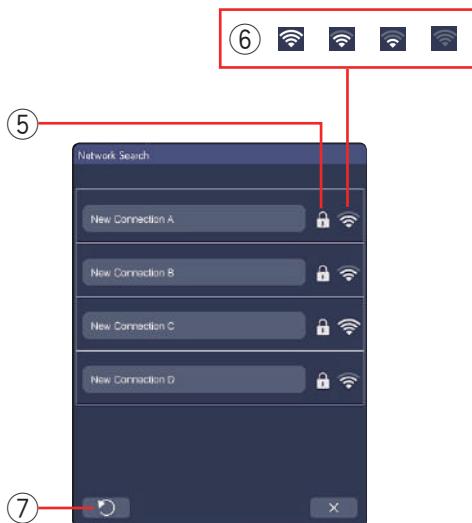 ⑥
⑤
Network Search
New Connection A
New Connection B
New Connection C
New Connection D
⑦